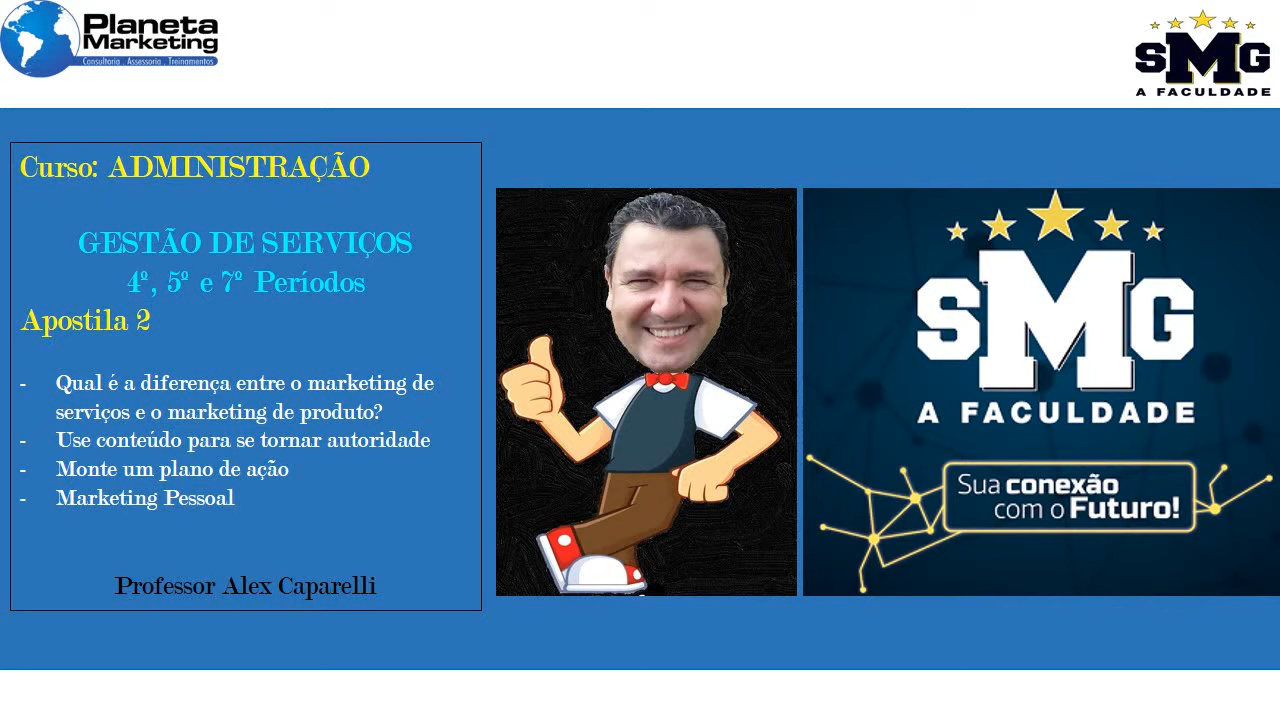 Planeta
Marketing
Consultoria . Assessoria . Treinamentos
SMG
A FACULDADE
Curso: ADMINISTRAÇÃO
GESTÃO DE SERVIÇOS
4º, 5º e 7º Períodos
Apostila 2
- Qual é a diferença entre o marketing de
serviços e o marketing de produto?
- Use conteúdo para se tornar autoridade
- Monte um plano de ação
- Marketing Pessoal
Professor Alex Caparelli
SMG
A FACULDADE
Sua conexão
com o Futuro!